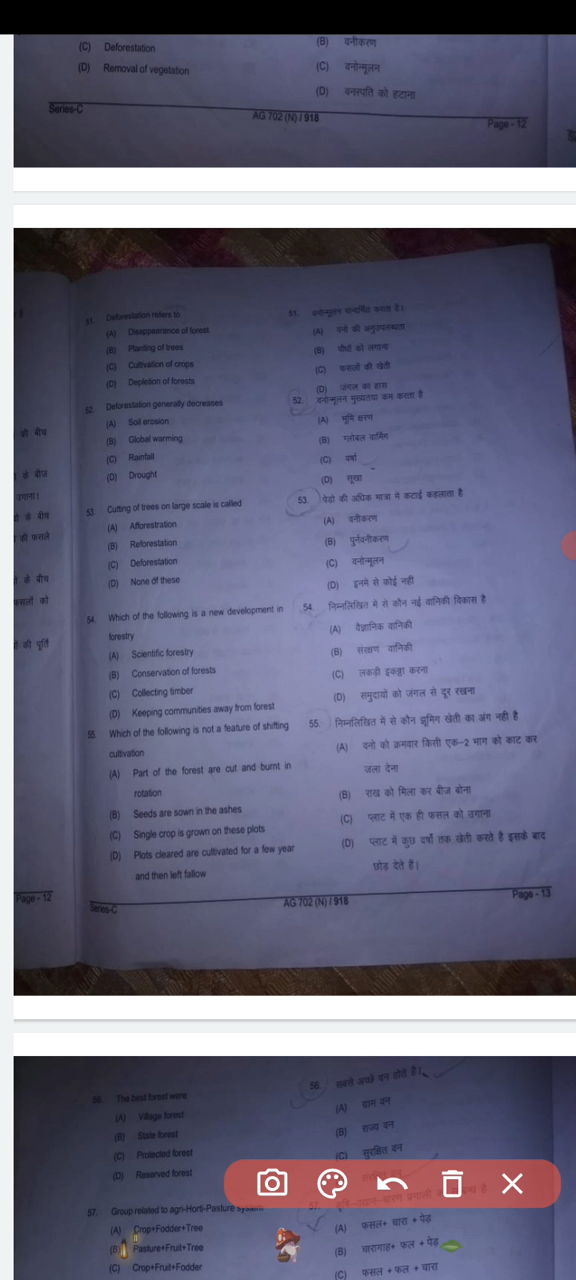 (C) Deforestation
(D) Removal of vegetation
(B) वनीकरण
(C) वनोन्मूलन
(D) वनस्पति को हटाना
Series-C
AG 702 (N) / 918
Page - 12
51. Deforestation refers to
(A) Disappearance of forest
(B) Planting of trees
(C) Cultivation of crops
(D) Depletion of forests
52. Deforestation generally decreases
(A) Soil erosion
(B) Global warming
(C) Rainfall
(D) Drought
53. Cutting of trees on large scale is called
(A) Afforestration
(B) Reforestation
(C) Deforestation
(D) None of these
54. Which of the following is a new development in
forestry
(A) Scientific forestry
(B) Conservation of forests
(C) Collecting timber
(D) Keeping communities away from forest
55. Which of the following is not a feature of shifting
cultivation
(A) Part of the forest are cut and burnt in
rotation
(B) Seeds are sown in the ashes
(C) Single crop is grown on these plots
(D) Plots cleared are cultivated for a few year
and then left fallow
51. वनोन्मूलन सन्दर्भित करता है।
(A) वनो की अनुपलब्धता
(B) पौधों को लगाना
(C) फसलों की खेती
(D) जंगल का हास
52. वनोन्मूलन मुख्यतया कम करता है
(A) भूमि क्षरण
(B) ग्लोबल वार्मिंग
(C) वर्षा
(D) सूखा
53. पेड़ो की अधिक मात्रा मे कटाई कहलाता है
(A) वनीकरण
(B) पुर्नवनीकरण
(C) वनोन्मूलन
(D) इनमे से कोई नहीं
54. निम्नलिखित में से कौन नई वानिकी विकास है
(A) वैज्ञानिक वानिकी
(B) संरक्षण वानिकी
(C) लकड़ी इकठ्ठा करना
(D) समुदायों को जंगल से दूर रखना
55. निम्नलिखित में से कौन झूमिंग खेती का अंग नही है
(A) वनो को क्रमवार किसी एक-2 भाग को काट कर
जला देना
(B) राख को मिला कर बीज बोना
(C) प्लाट में एक ही फसल को उगाना
(D) प्लाट में कुछ वर्षों तक खेती करते है इसके बाद
छोड़ देते है।
की बीच
के बीज
उगाना।
के बीच
की फसले
के बीच
फसलों को
की पूर्ति
Page - 12
Series-C
AG 702 (N) / 918
Page - 13
56. The best forest were
(A) Village forest
(B) State forest
(C) Protected forest
(D) Reserved forest
57. Group related to agri-Horti-Pasture system
(A) Crop+Fodder+Tree
(B) Pasture+Fruit+Tree
(C) Crop+Fruit+Fodder
56. सबसे अच्छे वन होते है।
(A) ग्राम वन
(B) राज्य वन
(C) सुरक्षित वन
(A) फसल+ चारा + पेड़
(B) चारागाह+ फल + पेड़
(C) फसल + फल + चारा